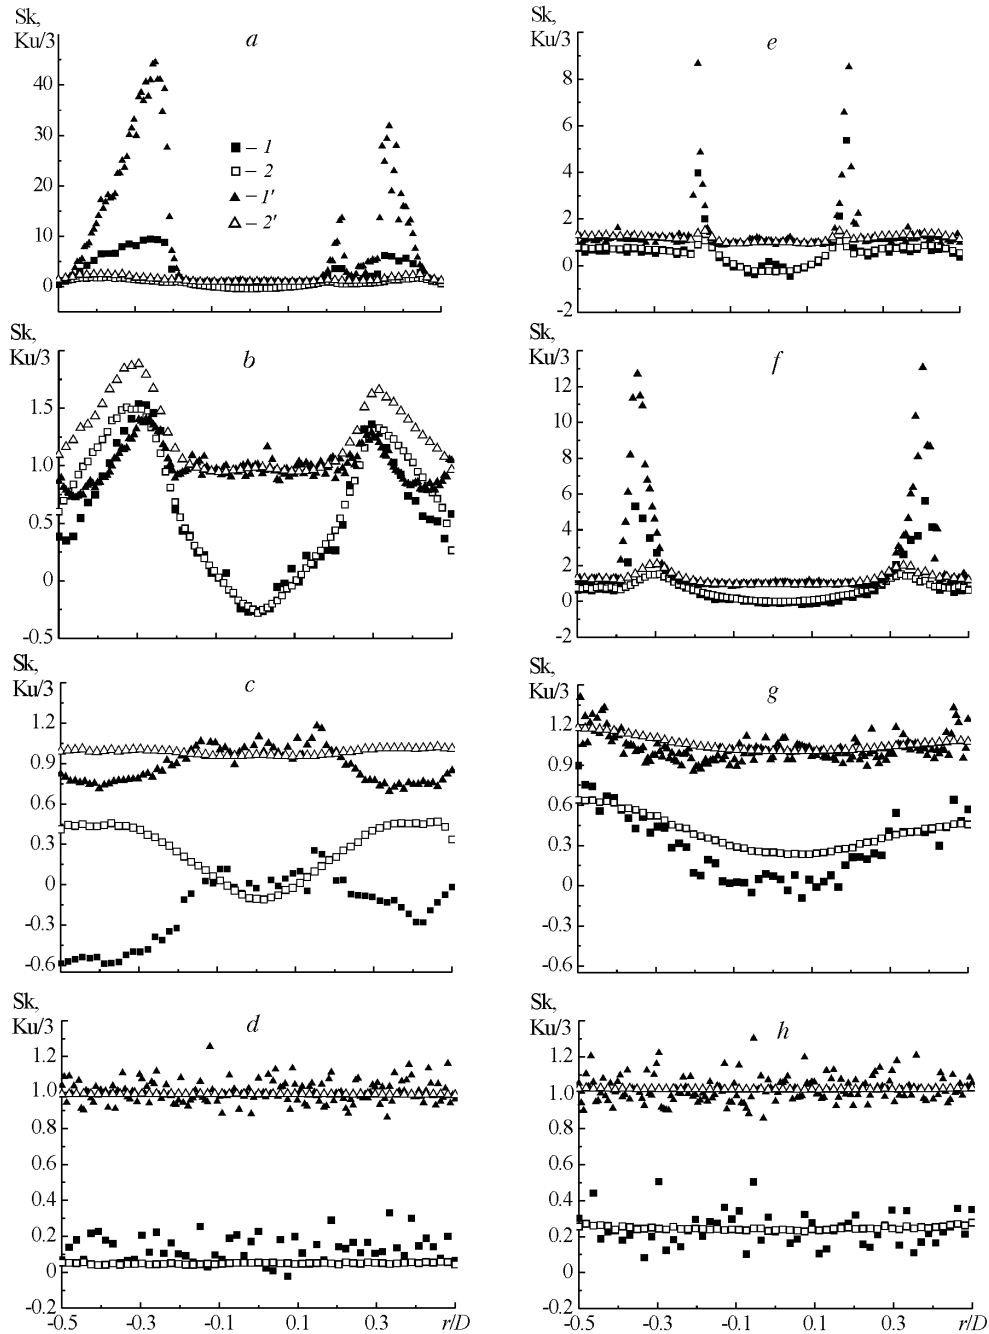 Sk,
Ku/3
a
40
30
20
10
0
– 1
– 2
– 1′
– 2′
Sk,
Ku/3
e
8
6
4
2
0
-2
Sk,
Ku/3
b
1.5
1.0
0.5
0
-0.5
Sk,
Ku/3
f
12
10
8
6
4
2
0
-2
Sk,
Ku/3
c
1.2
0.9
0.6
0.3
0
-0.3
-0.6
Sk,
Ku/3
g
1.2
0.9
0.6
0.3
0
-0.3
-0.6
Sk,
Ku/3
d
1.2
1.0
0.8
0.6
0.4
0.2
0
-0.2
-0.5 -0.3 -0.1 0.1 0.3 r/D
Sk,
Ku/3
h
1.2
1.0
0.8
0.6
0.4
0.2
0
-0.2
-0.5 -0.3 -0.1 0.1 0.3 r/D